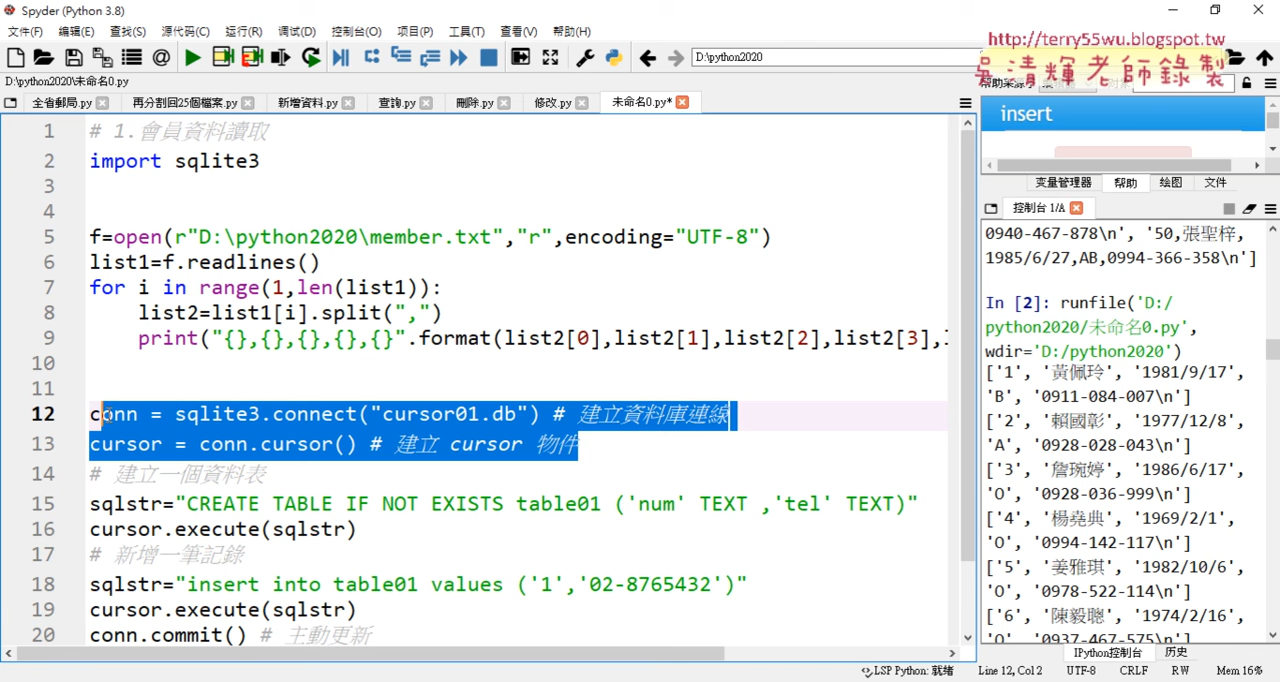 Spyder (Python 3.8)
文件(F) 编辑(E) 查找(S) 源代码(C) 运行(R) 调试(D) 控制台(O) 项目(P) 工具(T) 查看(V) 帮助(H)
http://terry55wu.blogspot.tw
D:\python2020
吳清輝老師錄製
D:\python2020\未命名0.py
全省郵局.py 再分割回25個檔案.py 新增資料.py 查詢.py 刪除.py 修改.py 未命名0.py*
1 # 1.會員資料讀取
2 import sqlite3
3
4
5 f=open(r"D:\python2020\member.txt","r",encoding="UTF-8")
6 list1=f.readlines()
7 for i in range(1,len(list1)):
8 list2=list1[i].split(",")
9 print("{},{},{},{},{}".format(list2[0],list2[1],list2[2],list2[3],l
10
11
12 conn = sqlite3.connect("cursor01.db") # 建立資料庫連線
13 cursor = conn.cursor() # 建立 cursor 物件
14 # 建立一個資料表
15 sqlstr="CREATE TABLE IF NOT EXISTS table01 ('num' TEXT ,'tel' TEXT)"
16 cursor.execute(sqlstr)
17 # 新增一筆記錄
18 sqlstr="insert into table01 values ('1','02-8765432')"
19 cursor.execute(sqlstr)
20 conn.commit() # 主動更新
insert
变量管理器 帮助 绘图 文件
控制台 1/A
0940-467-878\n', '50,張聖梓,
1985/6/27,AB,0994-366-358\n']
In [2]: runfile('D:/
python2020/未命名0.py',
wdir='D:/python2020')
['1', '黃佩玲', '1981/9/17',
'B', '0911-084-007\n']
['2', '賴國彰', '1977/12/8',
'A', '0928-028-043\n']
['3', '詹琬婷', '1986/6/17',
'O', '0928-036-999\n']
['4', '楊堯典', '1969/2/1',
'O', '0994-142-117\n']
['5', '姜雅琪', '1982/10/6',
'O', '0978-522-114\n']
['6', '陳毅聰', '1974/2/16',
'O', '0937-467-575\n']
IPython控制台 历史
LSP Python: 就绪 Line 12, Col 2 UTF-8 CRLF RW Mem 16%